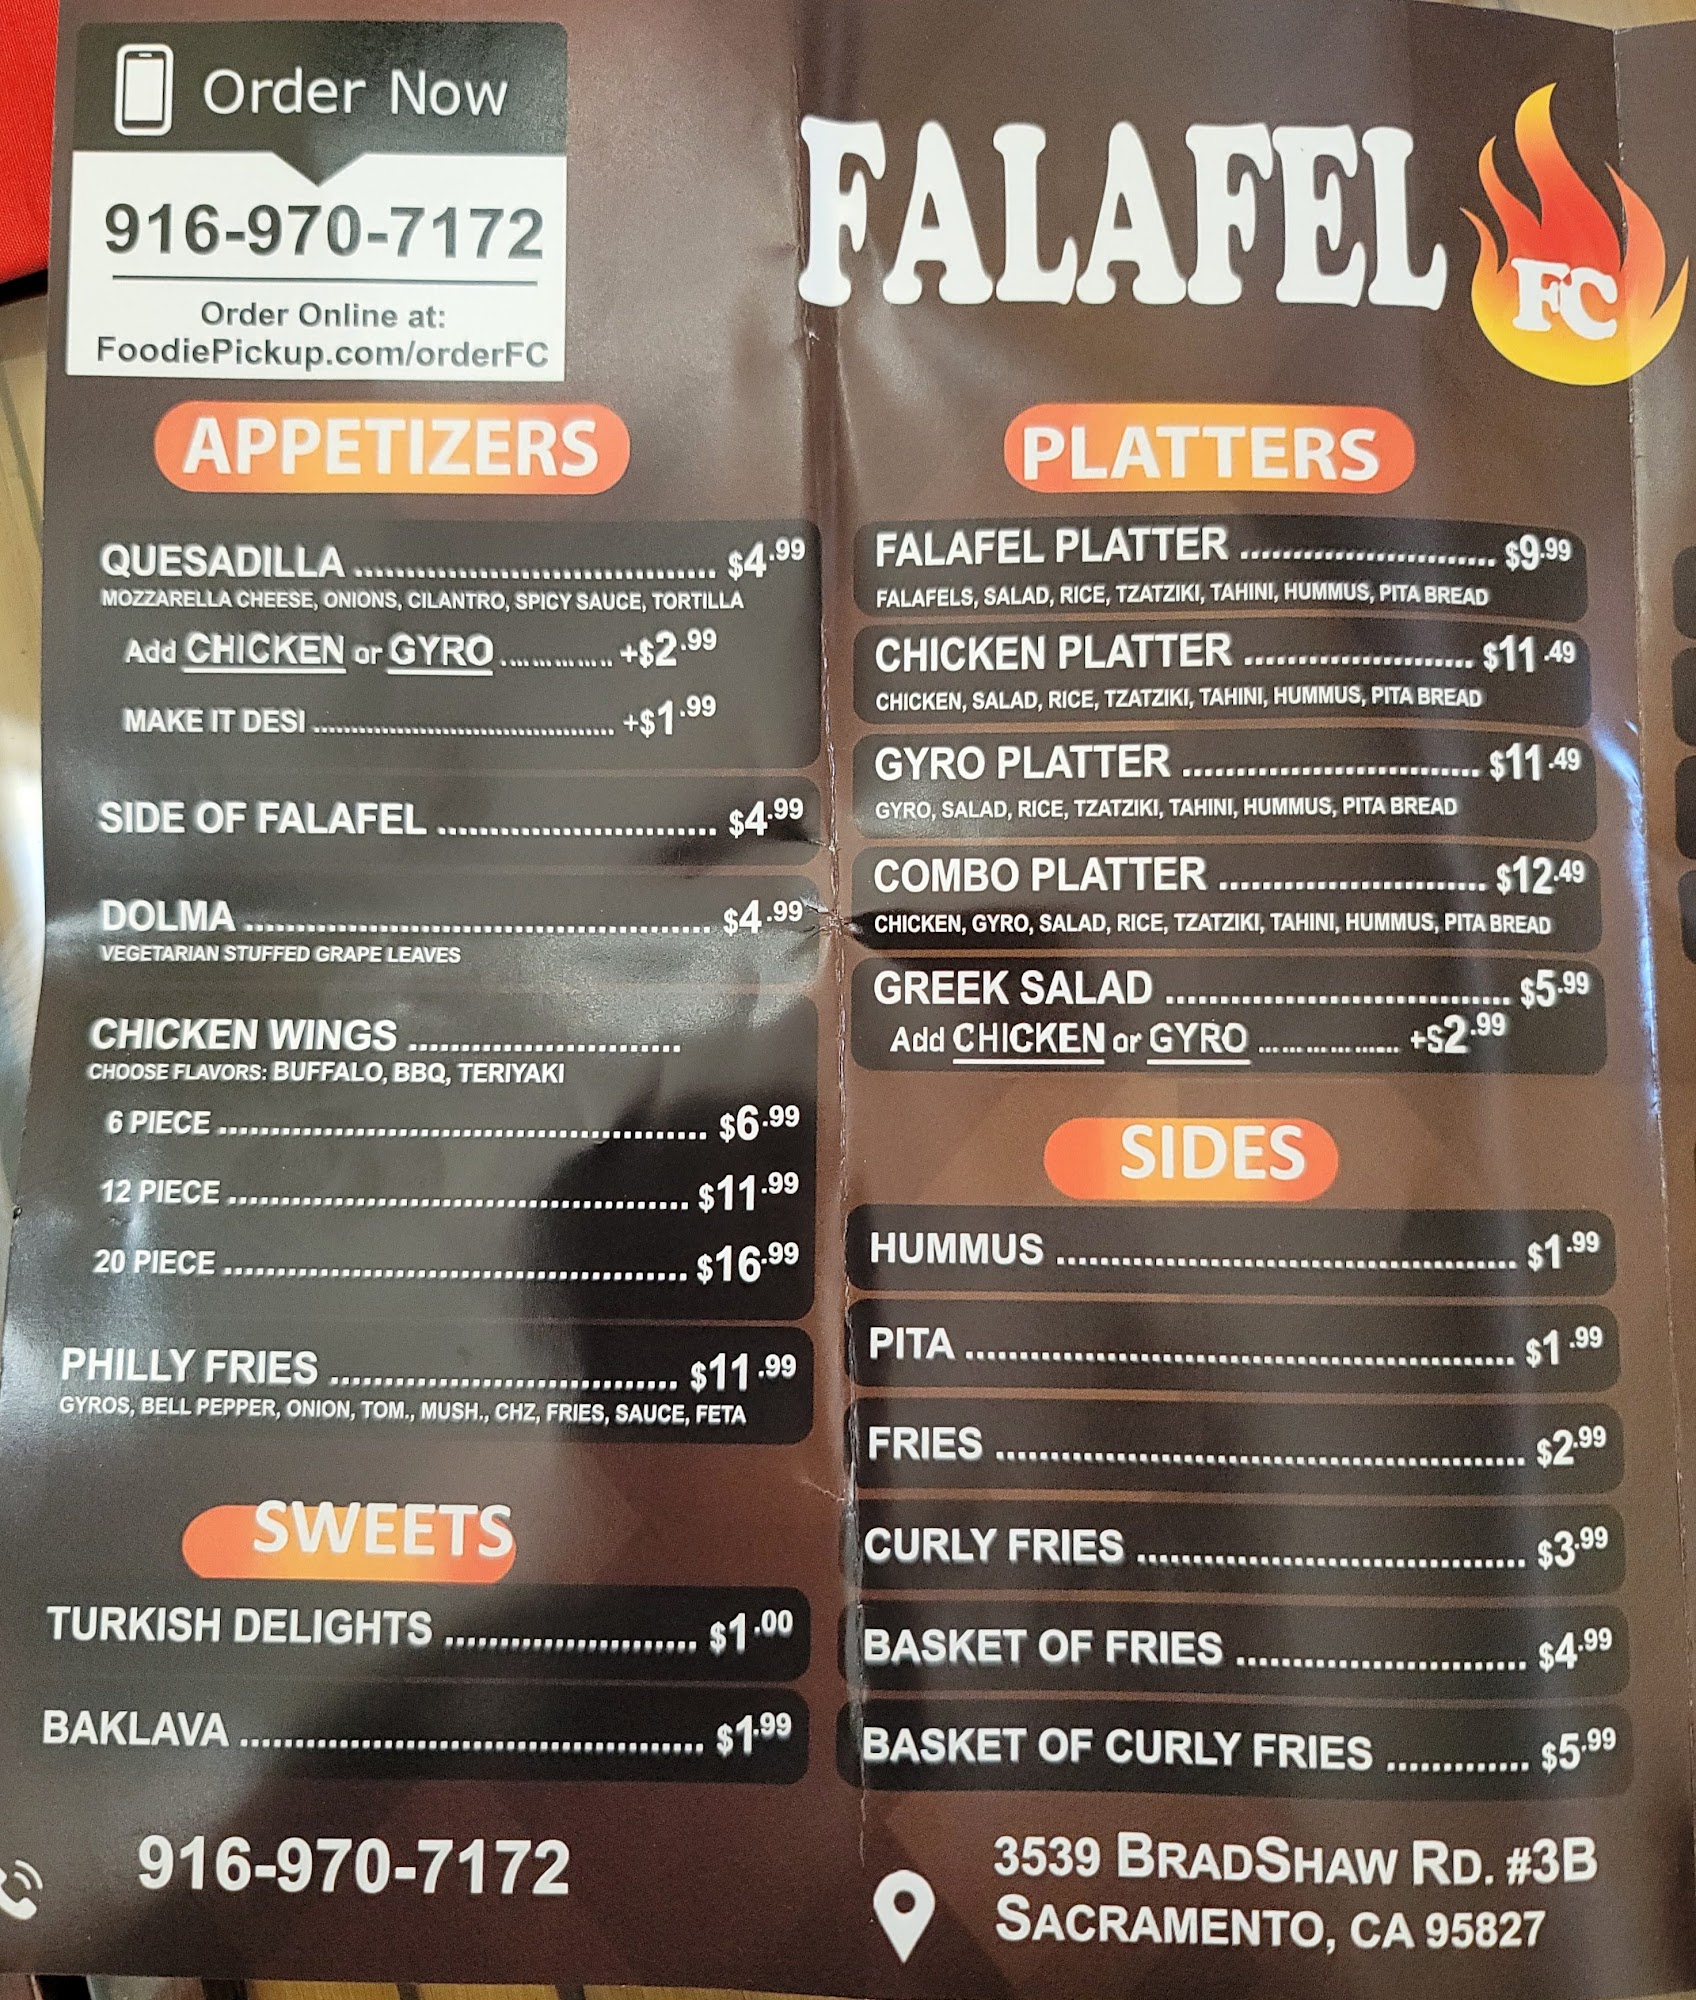 Order Now
916-970-7172
Order Online at:
FoodiePickup.com/orderFC
APPETIZERS
QUESADILLA .................................... $4.99
MOZZARELLA CHEESE, ONIONS, CILANTRO, SPICY SAUCE, TORTILLA
Add CHICKEN or GYRO ............... +$2.99
MAKE IT DESI ........................................ +$1.99
SIDE OF FALAFEL ............................ $4.99
DOLMA ............................................... $4.99
VEGETARIAN STUFFED GRAPE LEAVES
CHICKEN WINGS ...........................
CHOOSE FLAVORS: BUFFALO, BBQ, TERIYAKI
6 PIECE ................................................. $6.99
12 PIECE .............................................. $11.99
20 PIECE .............................................. $16.99
PHILLY FRIES .................................. $11.99
GYROS, BELL PEPPER, ONION, TOM., MUSH., CHZ, FRIES, SAUCE, FETA
SWEETS
TURKISH DELIGHTS ......................... $1.00
BAKLAVA .............................................. $1.99
916-970-7172
FALAFEL
FC
PLATTERS
FALAFEL PLATTER .......................... $9.99
FALAFELS, SALAD, RICE, TZATZIKI, TAHINI, HUMMUS, PITA BREAD
CHICKEN PLATTER ....................... $11.49
CHICKEN, SALAD, RICE, TZATZIKI, TAHINI, HUMMUS, PITA BREAD
GYRO PLATTER .............................. $11.49
GYRO, SALAD, RICE, TZATZIKI, TAHINI, HUMMUS, PITA BREAD
COMBO PLATTER ........................... $12.49
CHICKEN, GYRO, SALAD, RICE, TZATZIKI, TAHINI, HUMMUS, PITA BREAD
GREEK SALAD .................................. $5.99
Add CHICKEN or GYRO .................... +$2.99
SIDES
HUMMUS .............................................. $1.99
PITA ....................................................... $1.99
FRIES ..................................................... $2.99
CURLY FRIES ....................................... $3.99
BASKET OF FRIES ............................. $4.99
BASKET OF CURLY FRIES .............. $5.99
3539 BRADSHAW RD. #3B
SACRAMENTO, CA 95827